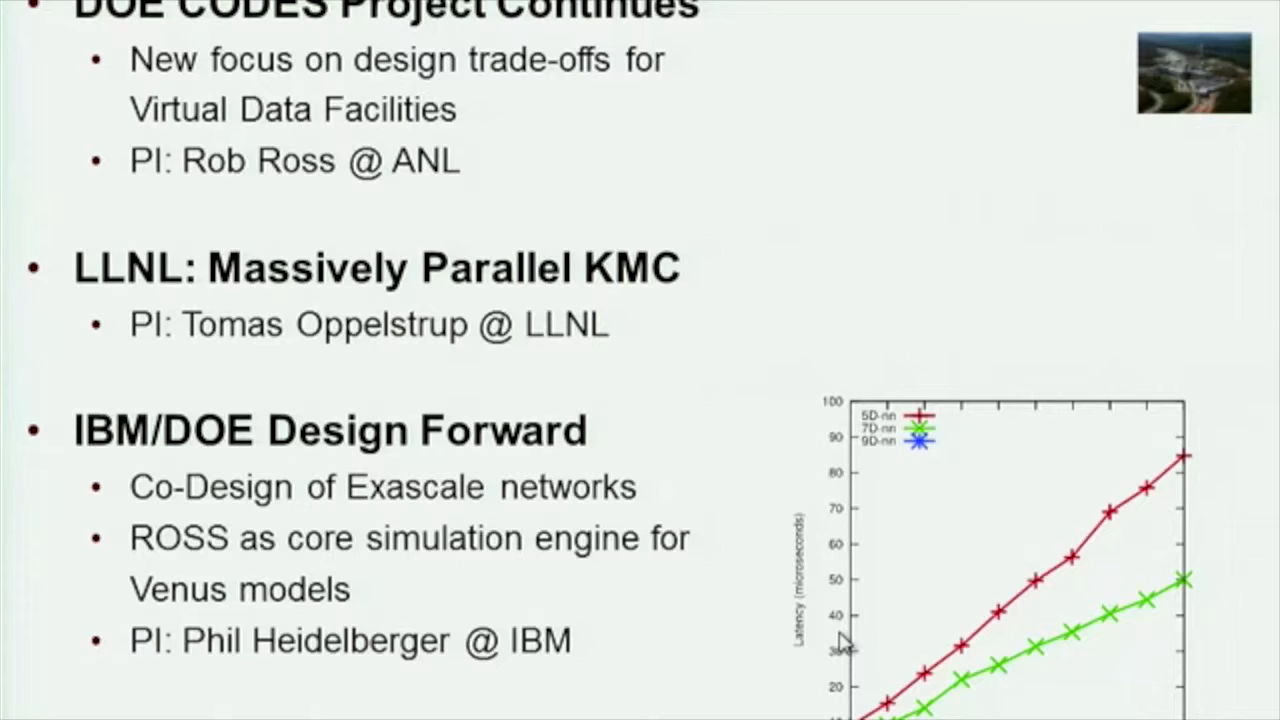 DOE CODES Project Continues
• New focus on design trade-offs for
Virtual Data Facilities
• PI: Rob Ross @ ANL
• LLNL: Massively Parallel KMC
• PI: Tomas Oppelstrup @ LLNL
• IBM/DOE Design Forward
• Co-Design of Exascale networks
• ROSS as core simulation engine for
Venus models
• PI: Phil Heidelberger @ IBM
5D-nn
7D-nn
9D-nn
Latency (microseconds)
100
90
80
70
60
50
40
30
20